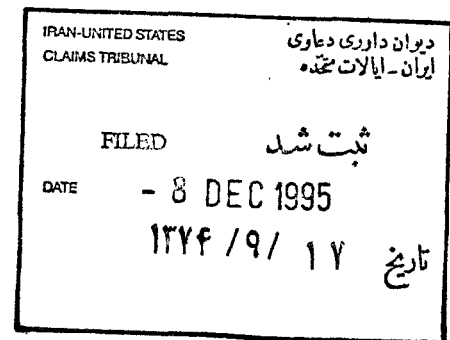 IRAN-UNITED STATES
CLAIMS TRIBUNAL
دیوان داوری دعاوی
ایران - ایالات متحده
FILED
ثبت شد
DATE
- 8 DEC 1995
۱۳۷۴ / ۹ / ۱۷
تاریخ